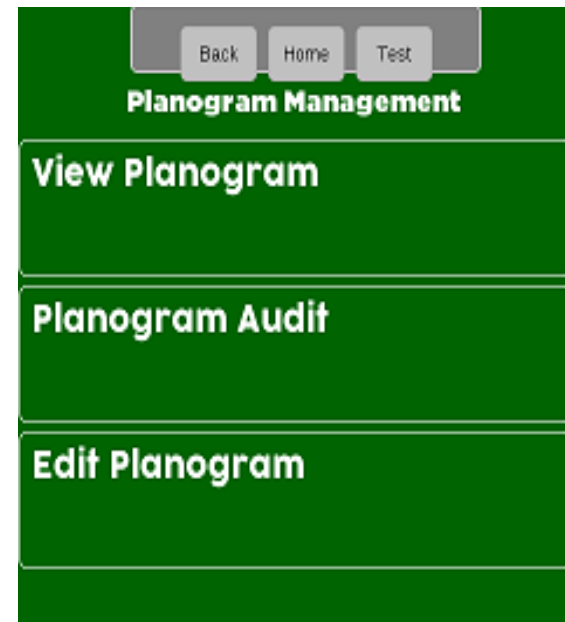 Back Home Test
Planogram Management
View Planogram
Planogram Audit
Edit Planogram